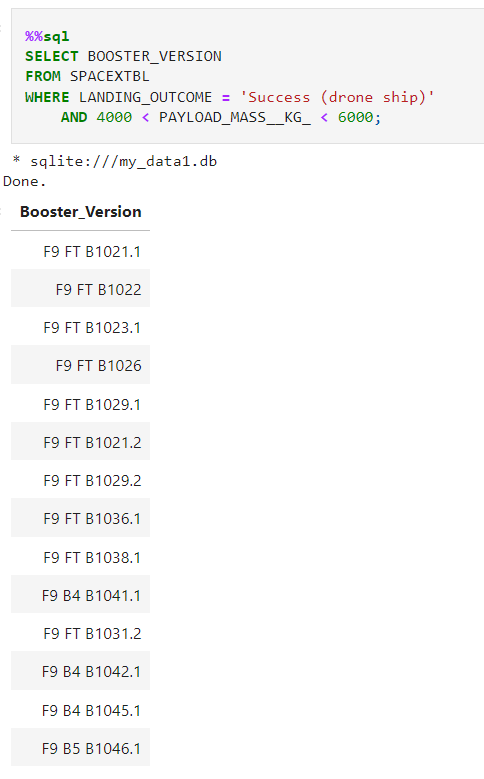 %%sql
SELECT BOOSTER_VERSION
FROM SPACEXTBL
WHERE LANDING_OUTCOME = 'Success (drone ship)'
    AND 4000 < PAYLOAD_MASS__KG_ < 6000;
* sqlite:///my_data1.db
Done.
Booster_Version
F9 FT B1021.1
F9 FT B1022
F9 FT B1023.1
F9 FT B1026
F9 FT B1029.1
F9 FT B1021.2
F9 FT B1029.2
F9 FT B1036.1
F9 FT B1038.1
F9 B4 B1041.1
F9 FT B1031.2
F9 B4 B1042.1
F9 B4 B1045.1
F9 B5 B1046.1